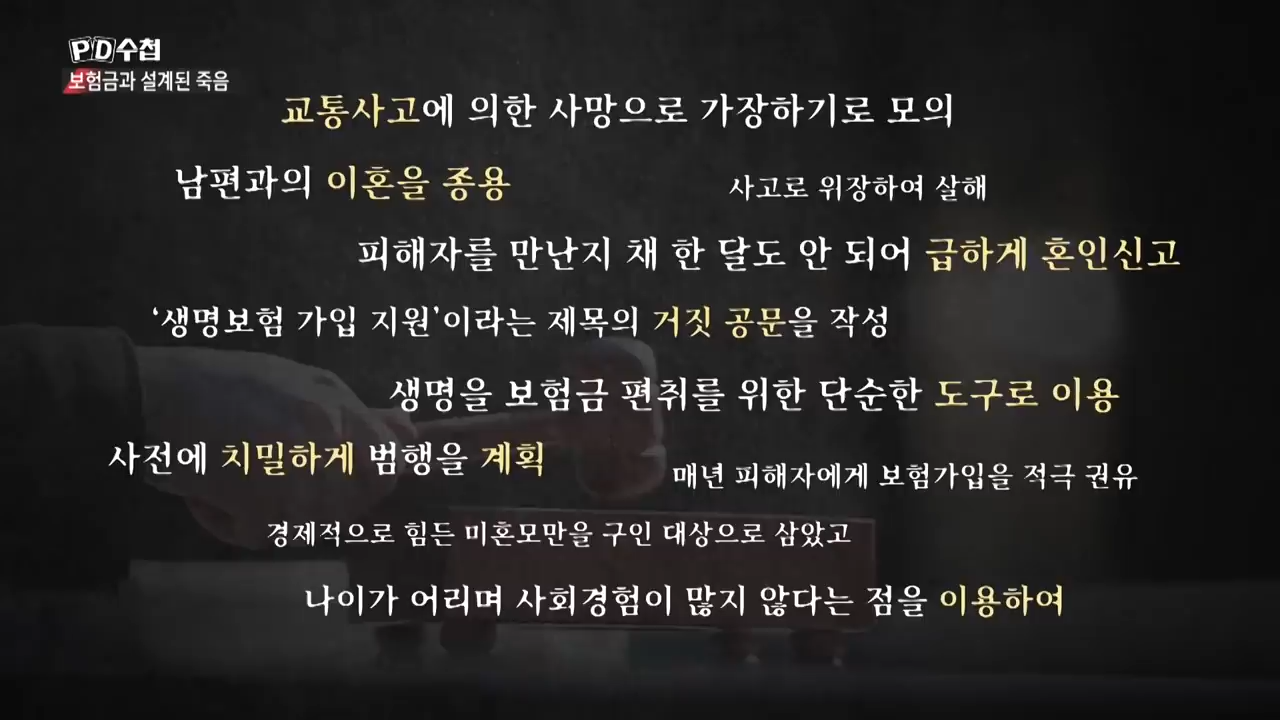 PD수첩
보험금과 설계된 죽음
교통사고에 의한 사망으로 가장하기로 모의
남편과의 이혼을 종용
사고로 위장하여 살해
피해자를 만난지 채 한 달도 안 되어 급하게 혼인신고
‘생명보험 가입 지원’이라는 제목의 거짓 공문을 작성
생명을 보험금 편취를 위한 단순한 도구로 이용
사전에 치밀하게 범행을 계획
매년 피해자에게 보험가입을 적극 권유
경제적으로 힘든 미혼모만을 구인 대상으로 삼았고
나이가 어리며 사회경험이 많지 않다는 점을 이용하여